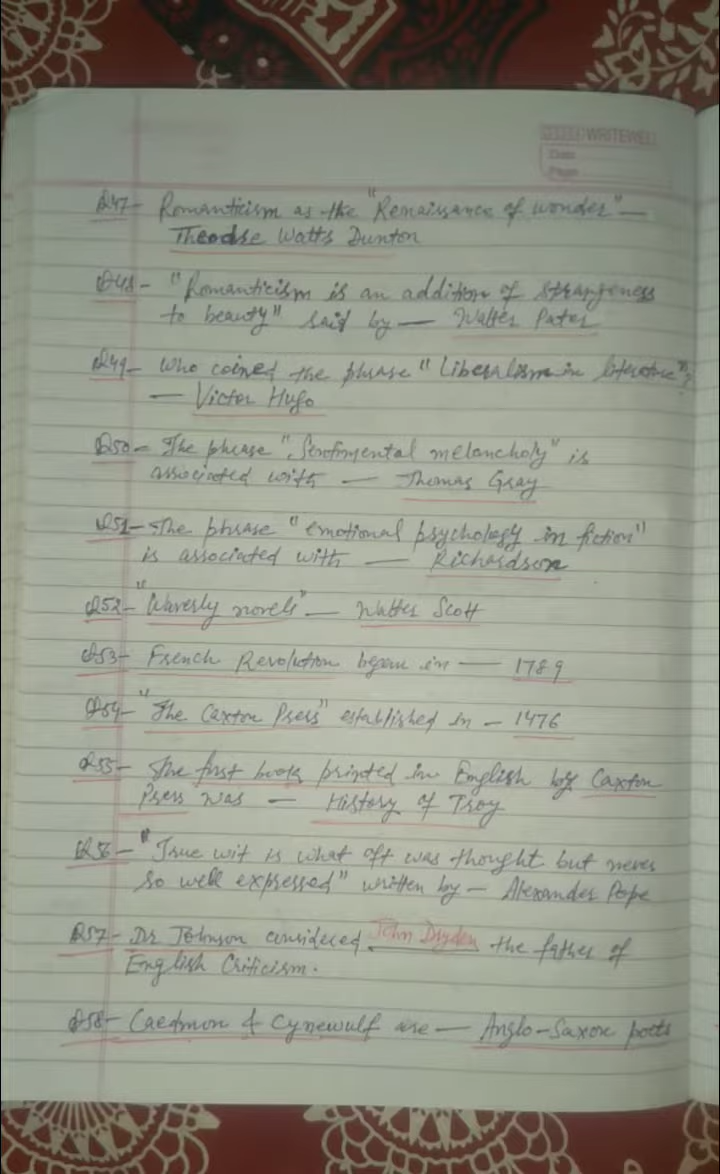 WRITEWELL
Date
Page
Q47- Romanticism as the "Renaissance of wonder" —
Theodse Watts Dunton
Q48- "Romanticism is an addition of strangeness
to beauty" said by — Walter Pater
Q49- Who coined the phrase "Liberalism in literature"?
— Victor Hugo
Q50- The phrase "Sentimental melancholy" is
associated with — Thomas Gray
Q51- The phrase "emotional psychology in fiction"
is associated with — Richardson
Q52- "Waverly novels" — Walter Scott
Q53- French Revolution began in — 1789
Q54- "The Caxton Press" established in - 1476
Q55- The first book printed in English by Caxton
Press was — History of Troy
Q56- "True wit is what oft was thought but never
so well expressed" written by - Alexander Pope
Q57- Dr Johnson considered John Dryden the father of
English Criticism.
Q58- Caedmon & Cynewulf are — Anglo-Saxon poets